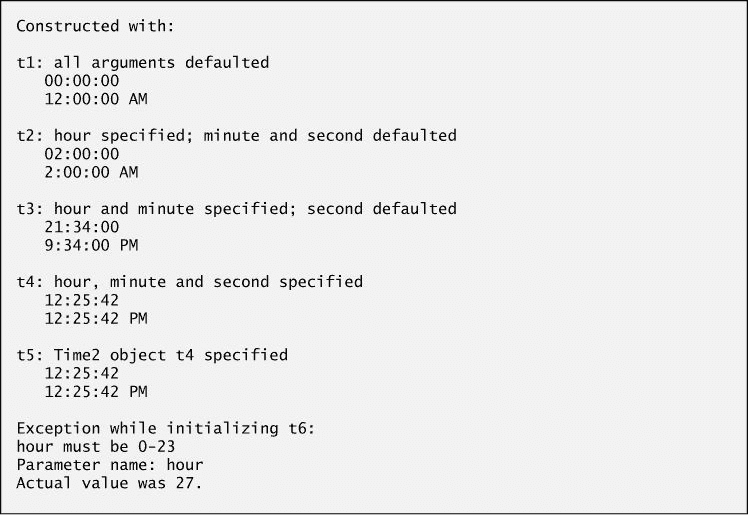 Constructed with:
t1: all arguments defaulted
00:00:00
12:00:00 AM
t2: hour specified; minute and second defaulted
02:00:00
2:00:00 AM
t3: hour and minute specified; second defaulted
21:34:00
9:34:00 PM
t4: hour, minute and second specified
12:25:42
12:25:42 PM
t5: Time2 object t4 specified
12:25:42
12:25:42 PM
Exception while initializing t6:
hour must be 0-23
Parameter name: hour
Actual value was 27.